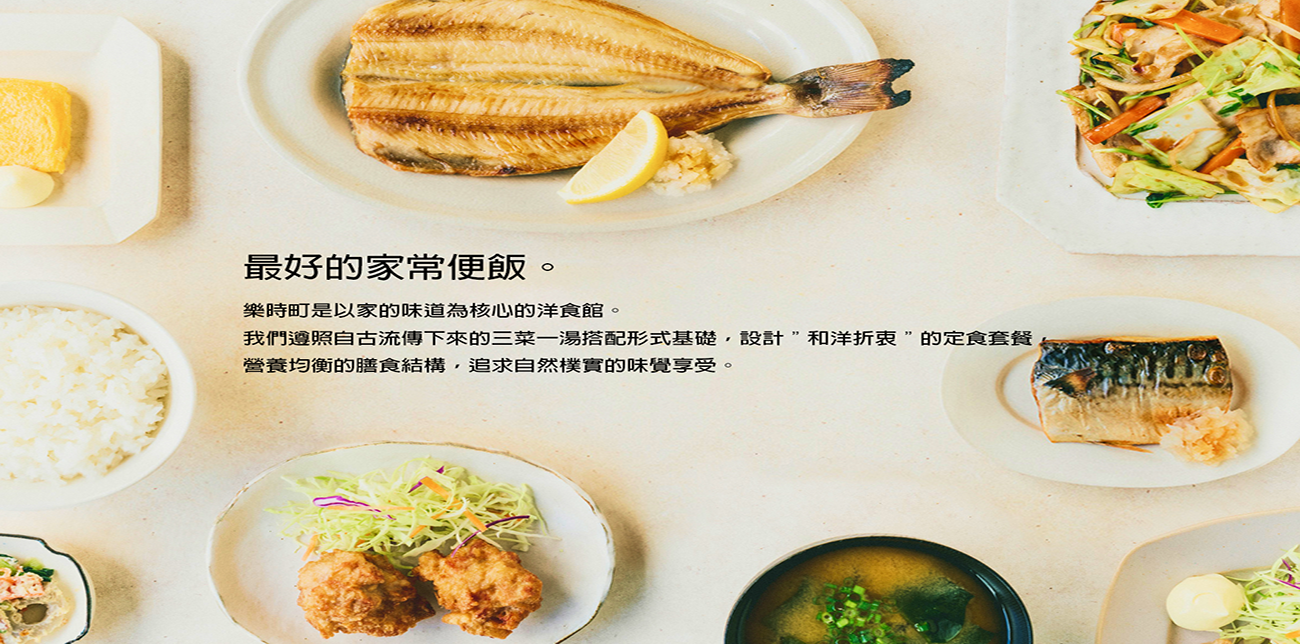 最好的家常便飯。
樂時町是以家的味道為核心的洋食館。
我們遵照自古流傳下來的三菜一湯搭配形式基礎，設計”和洋折衷”的定食套餐，
營養均衡的膳食結構，追求自然樸實的味覺享受。